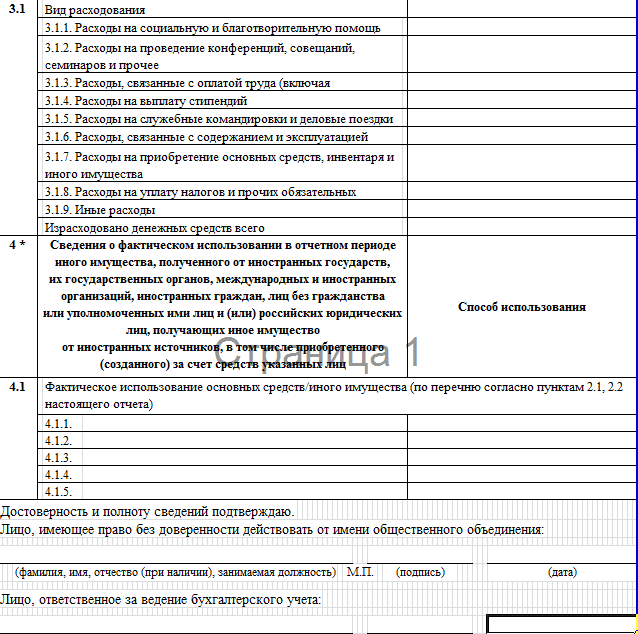 3.1 Вид расходования
3.1.1. Расходы на социальную и благотворительную помощь
3.1.2. Расходы на проведение конференций, совещаний,
семинаров и прочее
3.1.3. Расходы, связанные с оплатой труда (включая
3.1.4. Расходы на выплату стипендий
3.1.5. Расходы на служебные командировки и деловые поездки
3.1.6. Расходы, связанные с содержанием и эксплуатацией
3.1.7. Расходы на приобретение основных средств, инвентаря и
иного имущества
3.1.8. Расходы на уплату налогов и прочих обязательных
3.1.9. Иные расходы
Израсходовано денежных средств всего
4 * Сведения о фактическом использовании в отчетном периоде
иного имущества, полученного от иностранных государств,
их государственных органов, международных и иностранных
организаций, иностранных граждан, лиц без гражданства
или уполномоченных ими лиц и (или) российских юридических
лиц, получающих иное имущество
от иностранных источников, в том числе приобретенного
(созданного) за счет средств указанных лиц
Способ использования
Страница 1
4.1 Фактическое использование основных средств/иного имущества (по перечню согласно пунктам 2.1, 2.2
настоящего отчета)
4.1.1.
4.1.2.
4.1.3.
4.1.4.
4.1.5.
Достоверность и полноту сведений подтверждаю.
Лицо, имеющее право без доверенности действовать от имени общественного объединения:
(фамилия, имя, отчество (при наличии), занимаемая должность) М.П. (подпись) (дата)
Лицо, ответственное за ведение бухгалтерского учета: